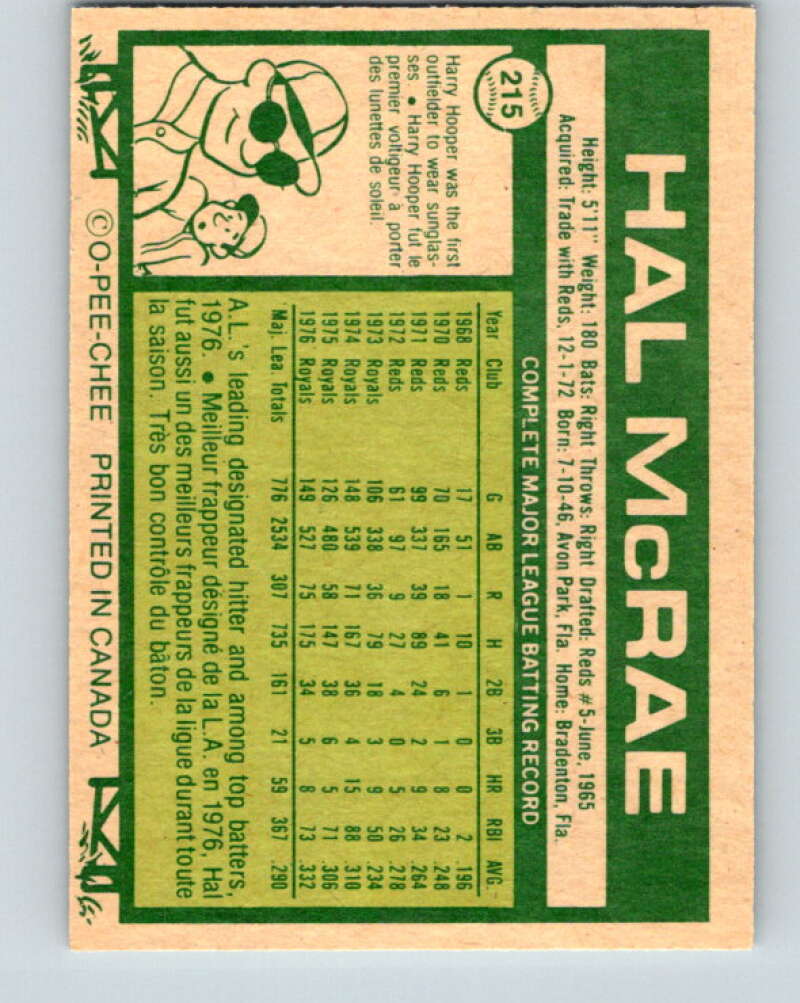 215
HAL McRAE
Height: 5'11" Weight: 180 Bats: Right Throws: Right Drafted: Reds #5-June, 1965
Acquired: Trade with Reds, 12-1-72 Born: 7-10-46, Avon Park, Fla. Home: Bradenton, Fla.
COMPLETE MAJOR LEAGUE BATTING RECORD
Year Club G AB R H 2B 3B HR RBI AVG.
1968 Reds 17 51 1 10 1 0 0 2 .196
1970 Reds 70 165 18 41 6 1 8 23 .248
1971 Reds 99 337 39 89 24 2 9 34 .264
1972 Reds 61 97 9 27 4 0 5 26 .278
1973 Royals 106 338 36 79 18 3 9 50 .234
1974 Royals 148 539 71 167 36 4 15 88 .310
1975 Royals 126 480 58 147 38 6 5 71 .306
1976 Royals 149 527 75 175 34 5 8 73 .332
Maj. Lea Totals 776 2534 307 735 161 21 59 367 .290
A.L.'s leading designated hitter and among top batters,
1976. • Meilleur frappeur désigné de la L.A. en 1976, Hal
fut aussi un des meilleurs frappeurs de la ligue durant toute
la saison. Très bon contrôle du bâton.
Harry Hooper was the first
outfielder to wear sunglas-
ses. • Harry Hooper fut le
premier voltigeur à porter
des lunettes de soleil.
© O-PEE-CHEE PRINTED IN CANADA